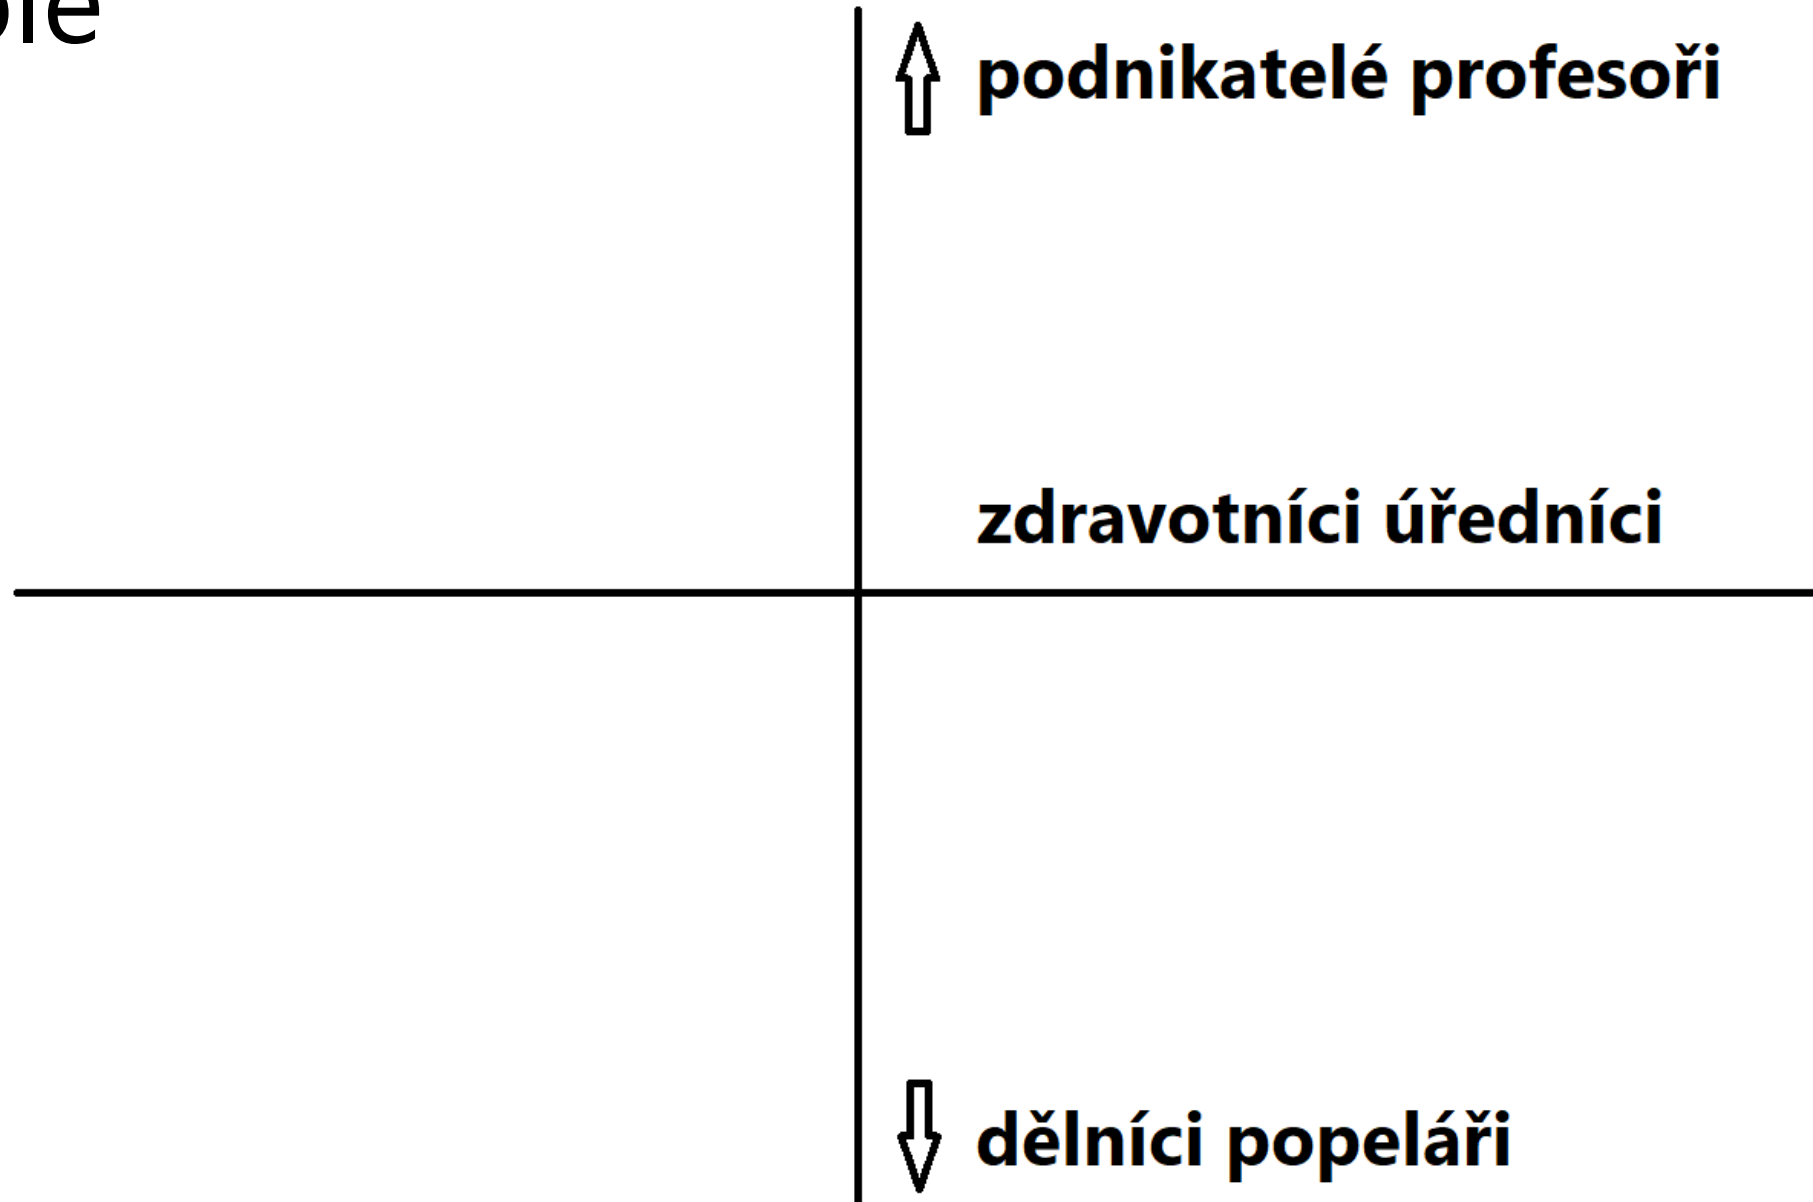 podnikatelé profesoři
zdravotníci úředníci
dělníci popeláři